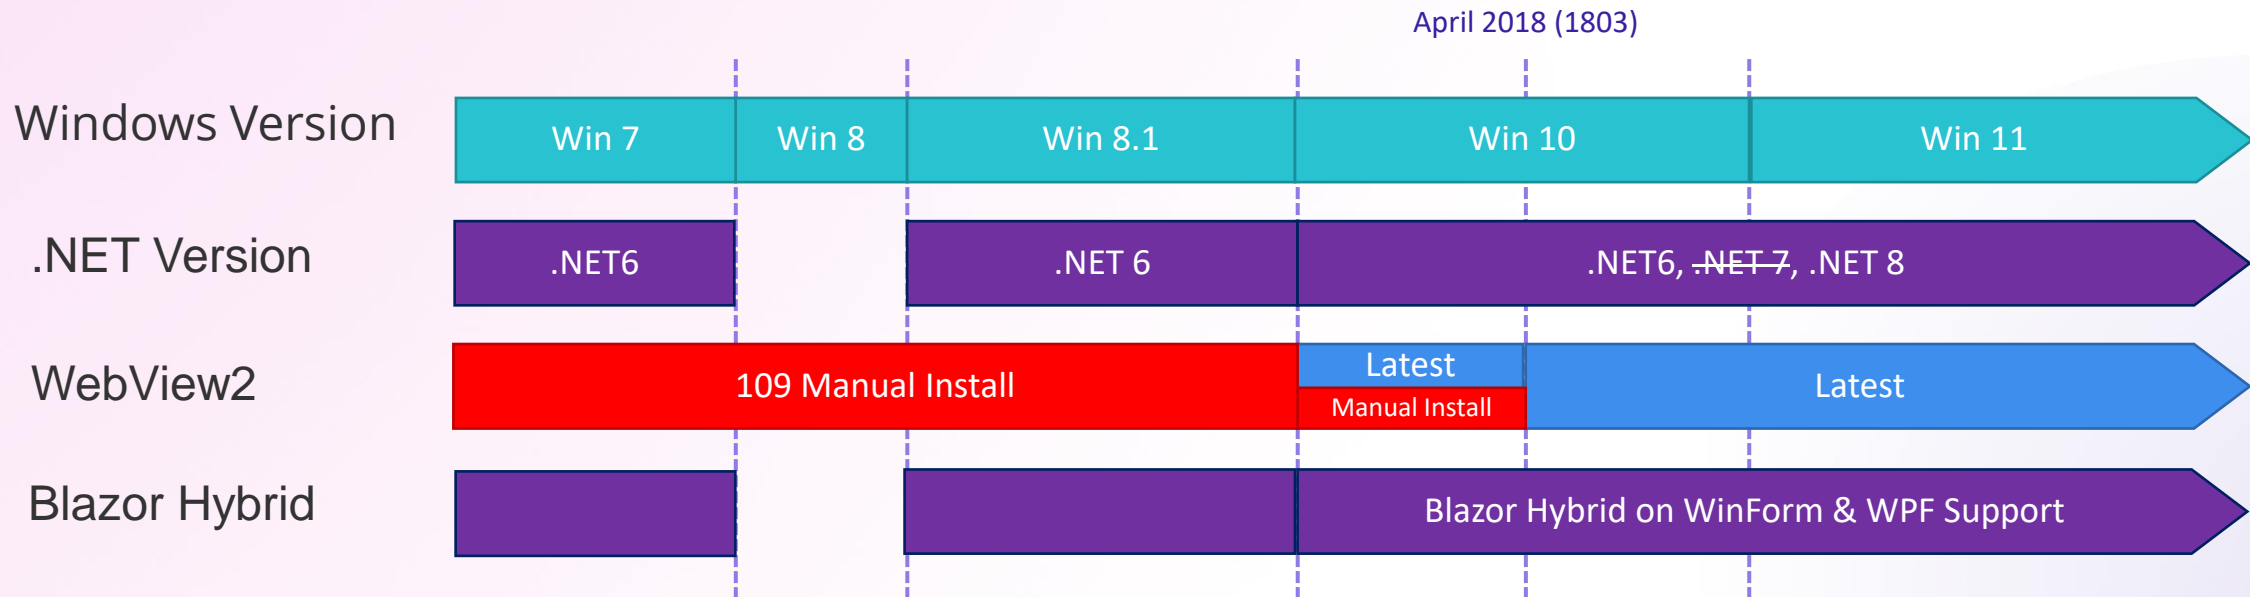 April 2018 (1803)
Windows Version
Win 7
Win 8
Win 8.1
Win 10
Win 11
.NET Version
.NET6
.NET 6
.NET6, .NET 7, .NET 8
WebView2
109 Manual Install
Latest
Manual Install
Latest
Blazor Hybrid
Blazor Hybrid on WinForm & WPF Support